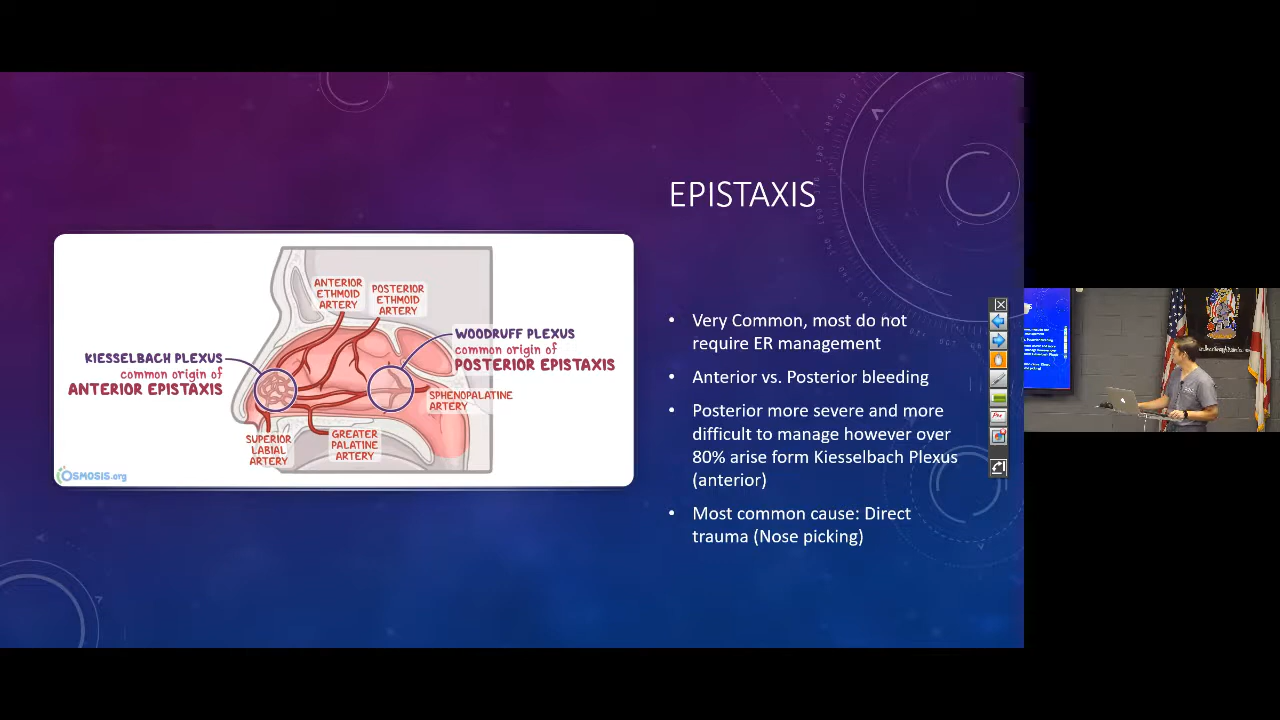 EPISTAXIS
ANTERIOR
ETHMOID
ARTERY
POSTERIOR
ETHMOID
ARTERY
WOODRUFF PLEXUS
common origin of
POSTERIOR EPISTAXIS
KIESSELBACH PLEXUS
common origin of
ANTERIOR EPISTAXIS
SPHENOPALATINE
ARTERY
SUPERIOR
LABIAL
ARTERY
GREATER
PALATINE
ARTERY
OSMOSIS.org
• Very Common, most do not
require ER management
• Anterior vs. Posterior bleeding
• Posterior more severe and more
difficult to manage however over
80% arise form Kiesselbach Plexus
(anterior)
• Most common cause: Direct
trauma (Nose picking)